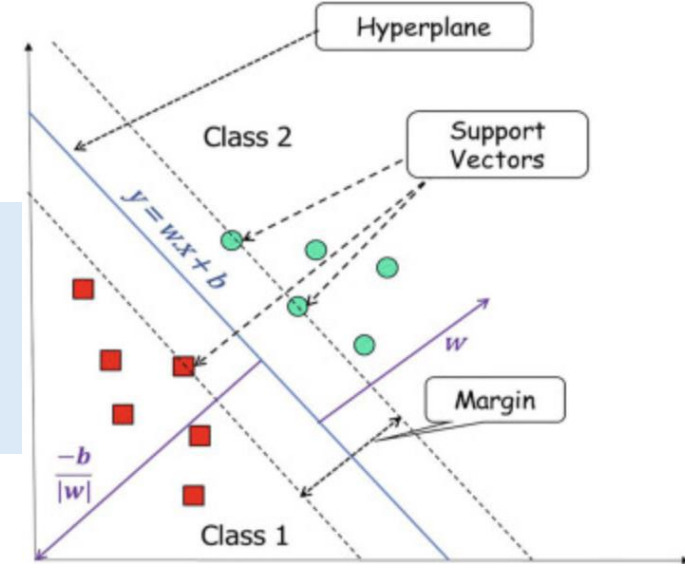 Hyperplane
Class 2
Support
Vectors
y = wx + b
w
Margin
-b
|w|
Class 1